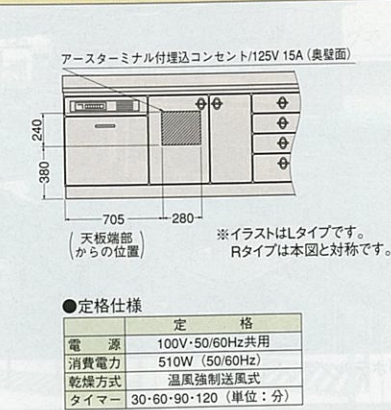 アースターミナル付埋込コンセント/125V 15A（奥壁面）
240
380
705
280
（天板端部からの位置）
※イラストはLタイプです。
Rタイプは本図と対称です。
●定格仕様
定 格
電 源 100V･50/60Hz共用
消費電力 510W（50/60Hz）
乾燥方式 温風強制送風式
タイマー 30･60･90･120（単位：分）